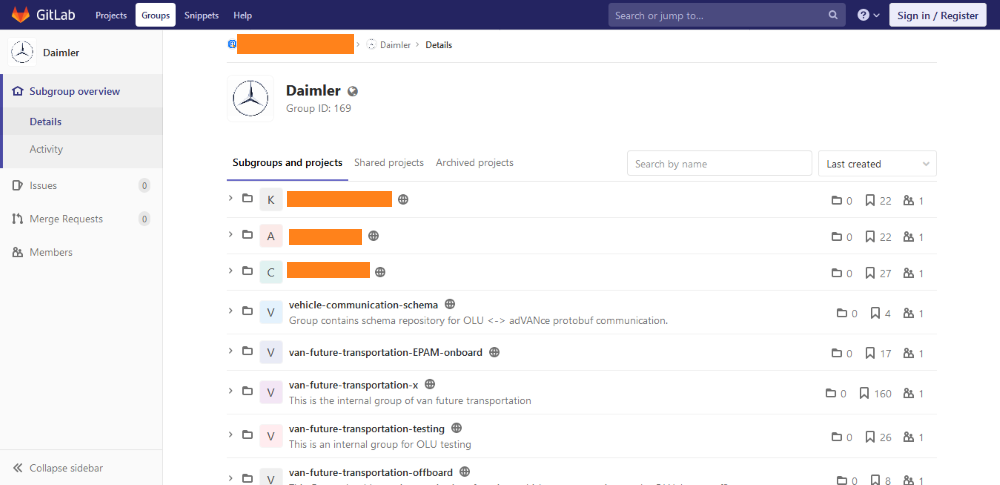 GitLab Projects Groups Snippets Help Search or jump to... Sign in / Register
Daimler
Subgroup overview
Details
Activity
Issues 0
Merge Requests 0
Members
Collapse sidebar
Daimler > Details
Daimler
Group ID: 169
Subgroups and projects Shared projects Archived projects Search by name Last created
K 0 22 1
A 0 22 1
C 0 27 1
V vehicle-communication-schema 0 4 1
Group contains schema repository for OLU <-> adVANce protobuf communication.
V van-future-transportation-EPAM-onboard 0 17 1
V van-future-transportation-x 0 160 1
This is the internal group of van future transportation
V van-future-transportation-testing 0 26 1
This is an internal group for OLU testing
V van-future-transportation-offboard 0 8 1